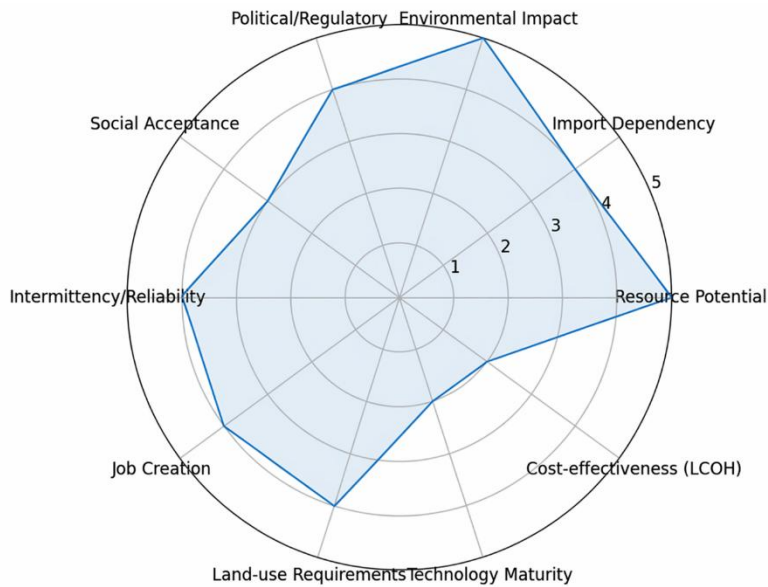 Political/Regulatory
Environmental Impact
Social Acceptance
Import Dependency
5
4
3
2
1
Intermittency/Reliability
Resource Potential
Job Creation
Cost-effectiveness (LCOH)
Land-use Requirements
Technology Maturity